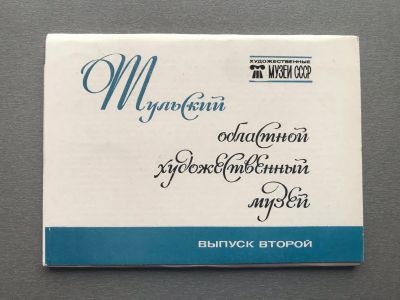 ХУДОЖЕСТВЕННЫЕ
МУЗЕИ СССР
Тульский
областной
художественный
музей
ВЫПУСК ВТОРОЙ